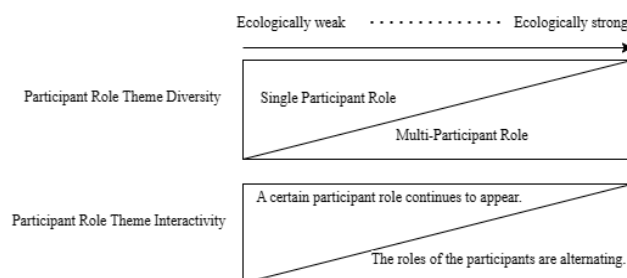 Ecologically weak ·············· Ecologically strong
Participant Role Theme Diversity
Single Participant Role
Multi-Participant Role
A certain participant role continues to appear.
Participant Role Theme Interactivity
The roles of the participants are alternating.